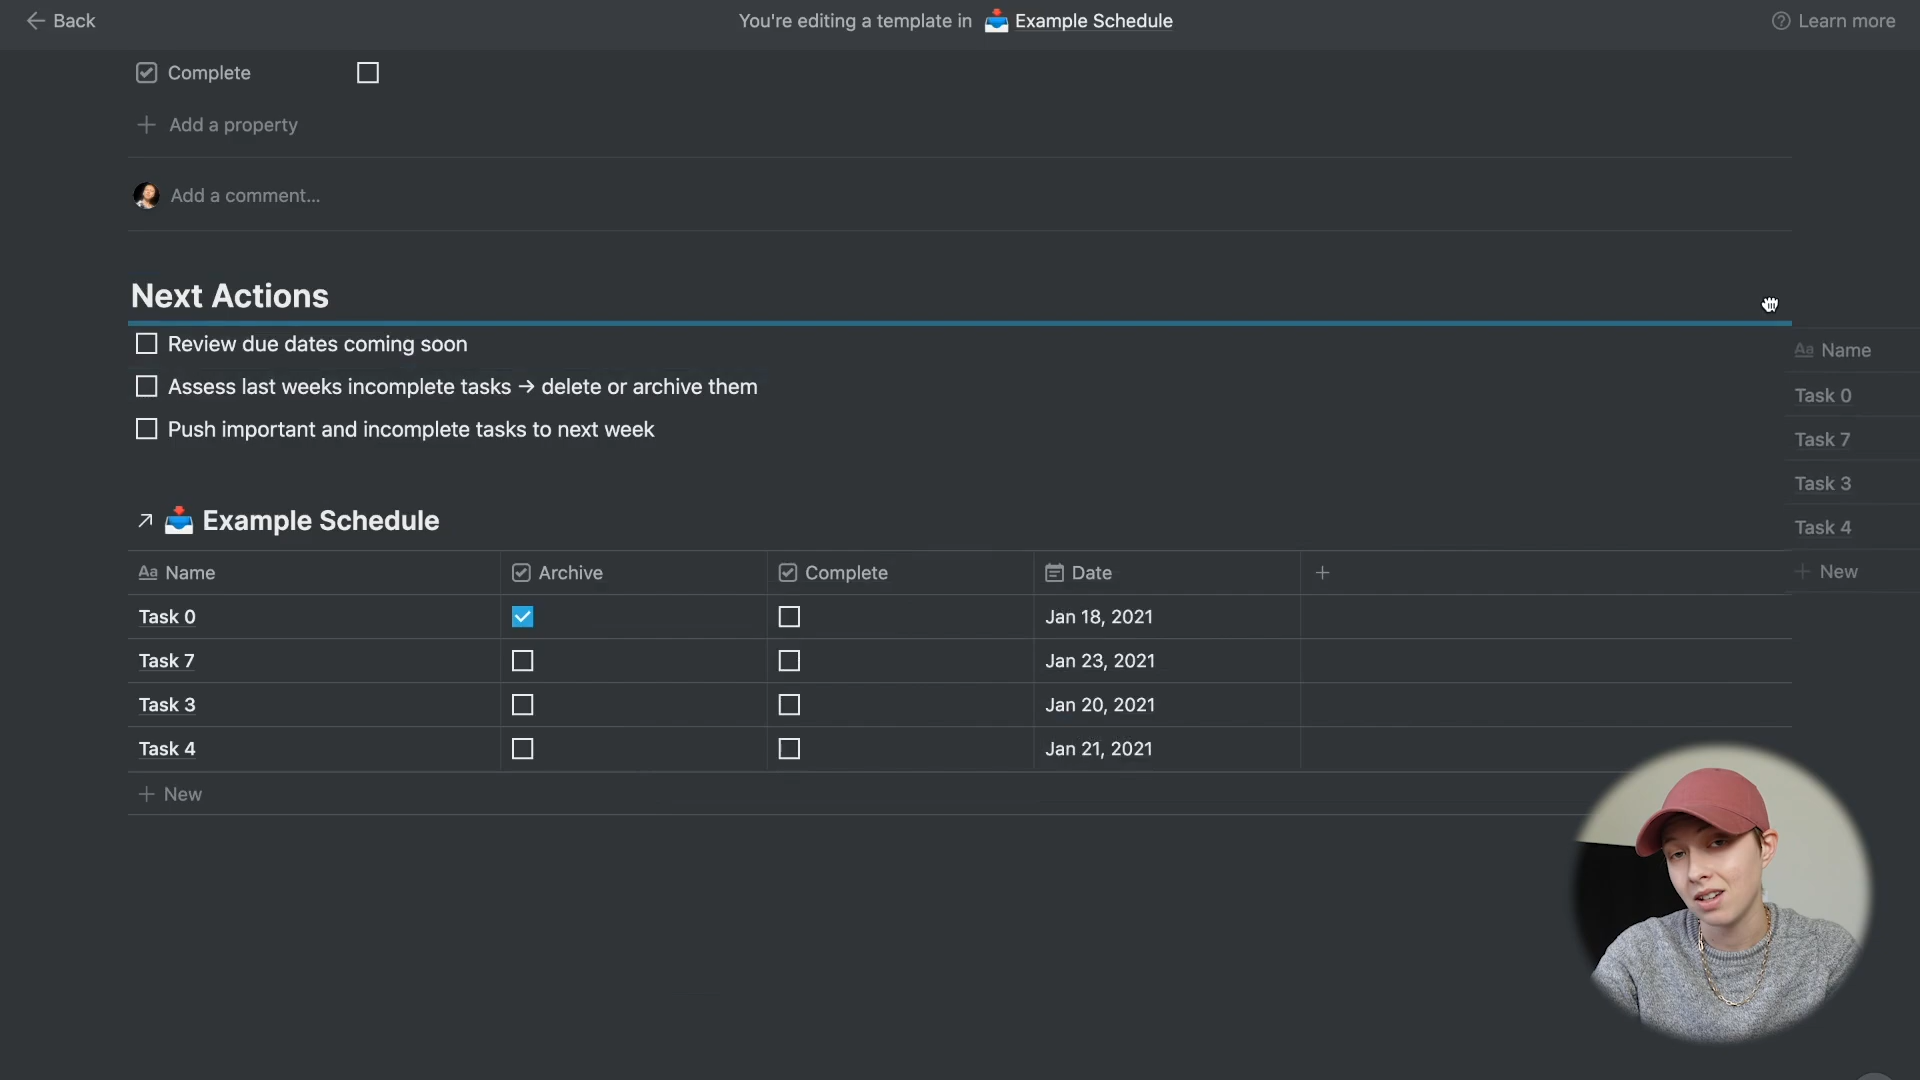 Back
You're editing a template in Example Schedule
Learn more
Complete
Add a property
Add a comment...
Next Actions
Review due dates coming soon
Assess last weeks incomplete tasks → delete or archive them
Push important and incomplete tasks to next week
Aa Name
Task 0
Task 7
Task 3
Task 4
New
Example Schedule
Aa Name Archive Complete Date
Task 0 Jan 18, 2021
Task 7 Jan 23, 2021
Task 3 Jan 20, 2021
Task 4 Jan 21, 2021
New